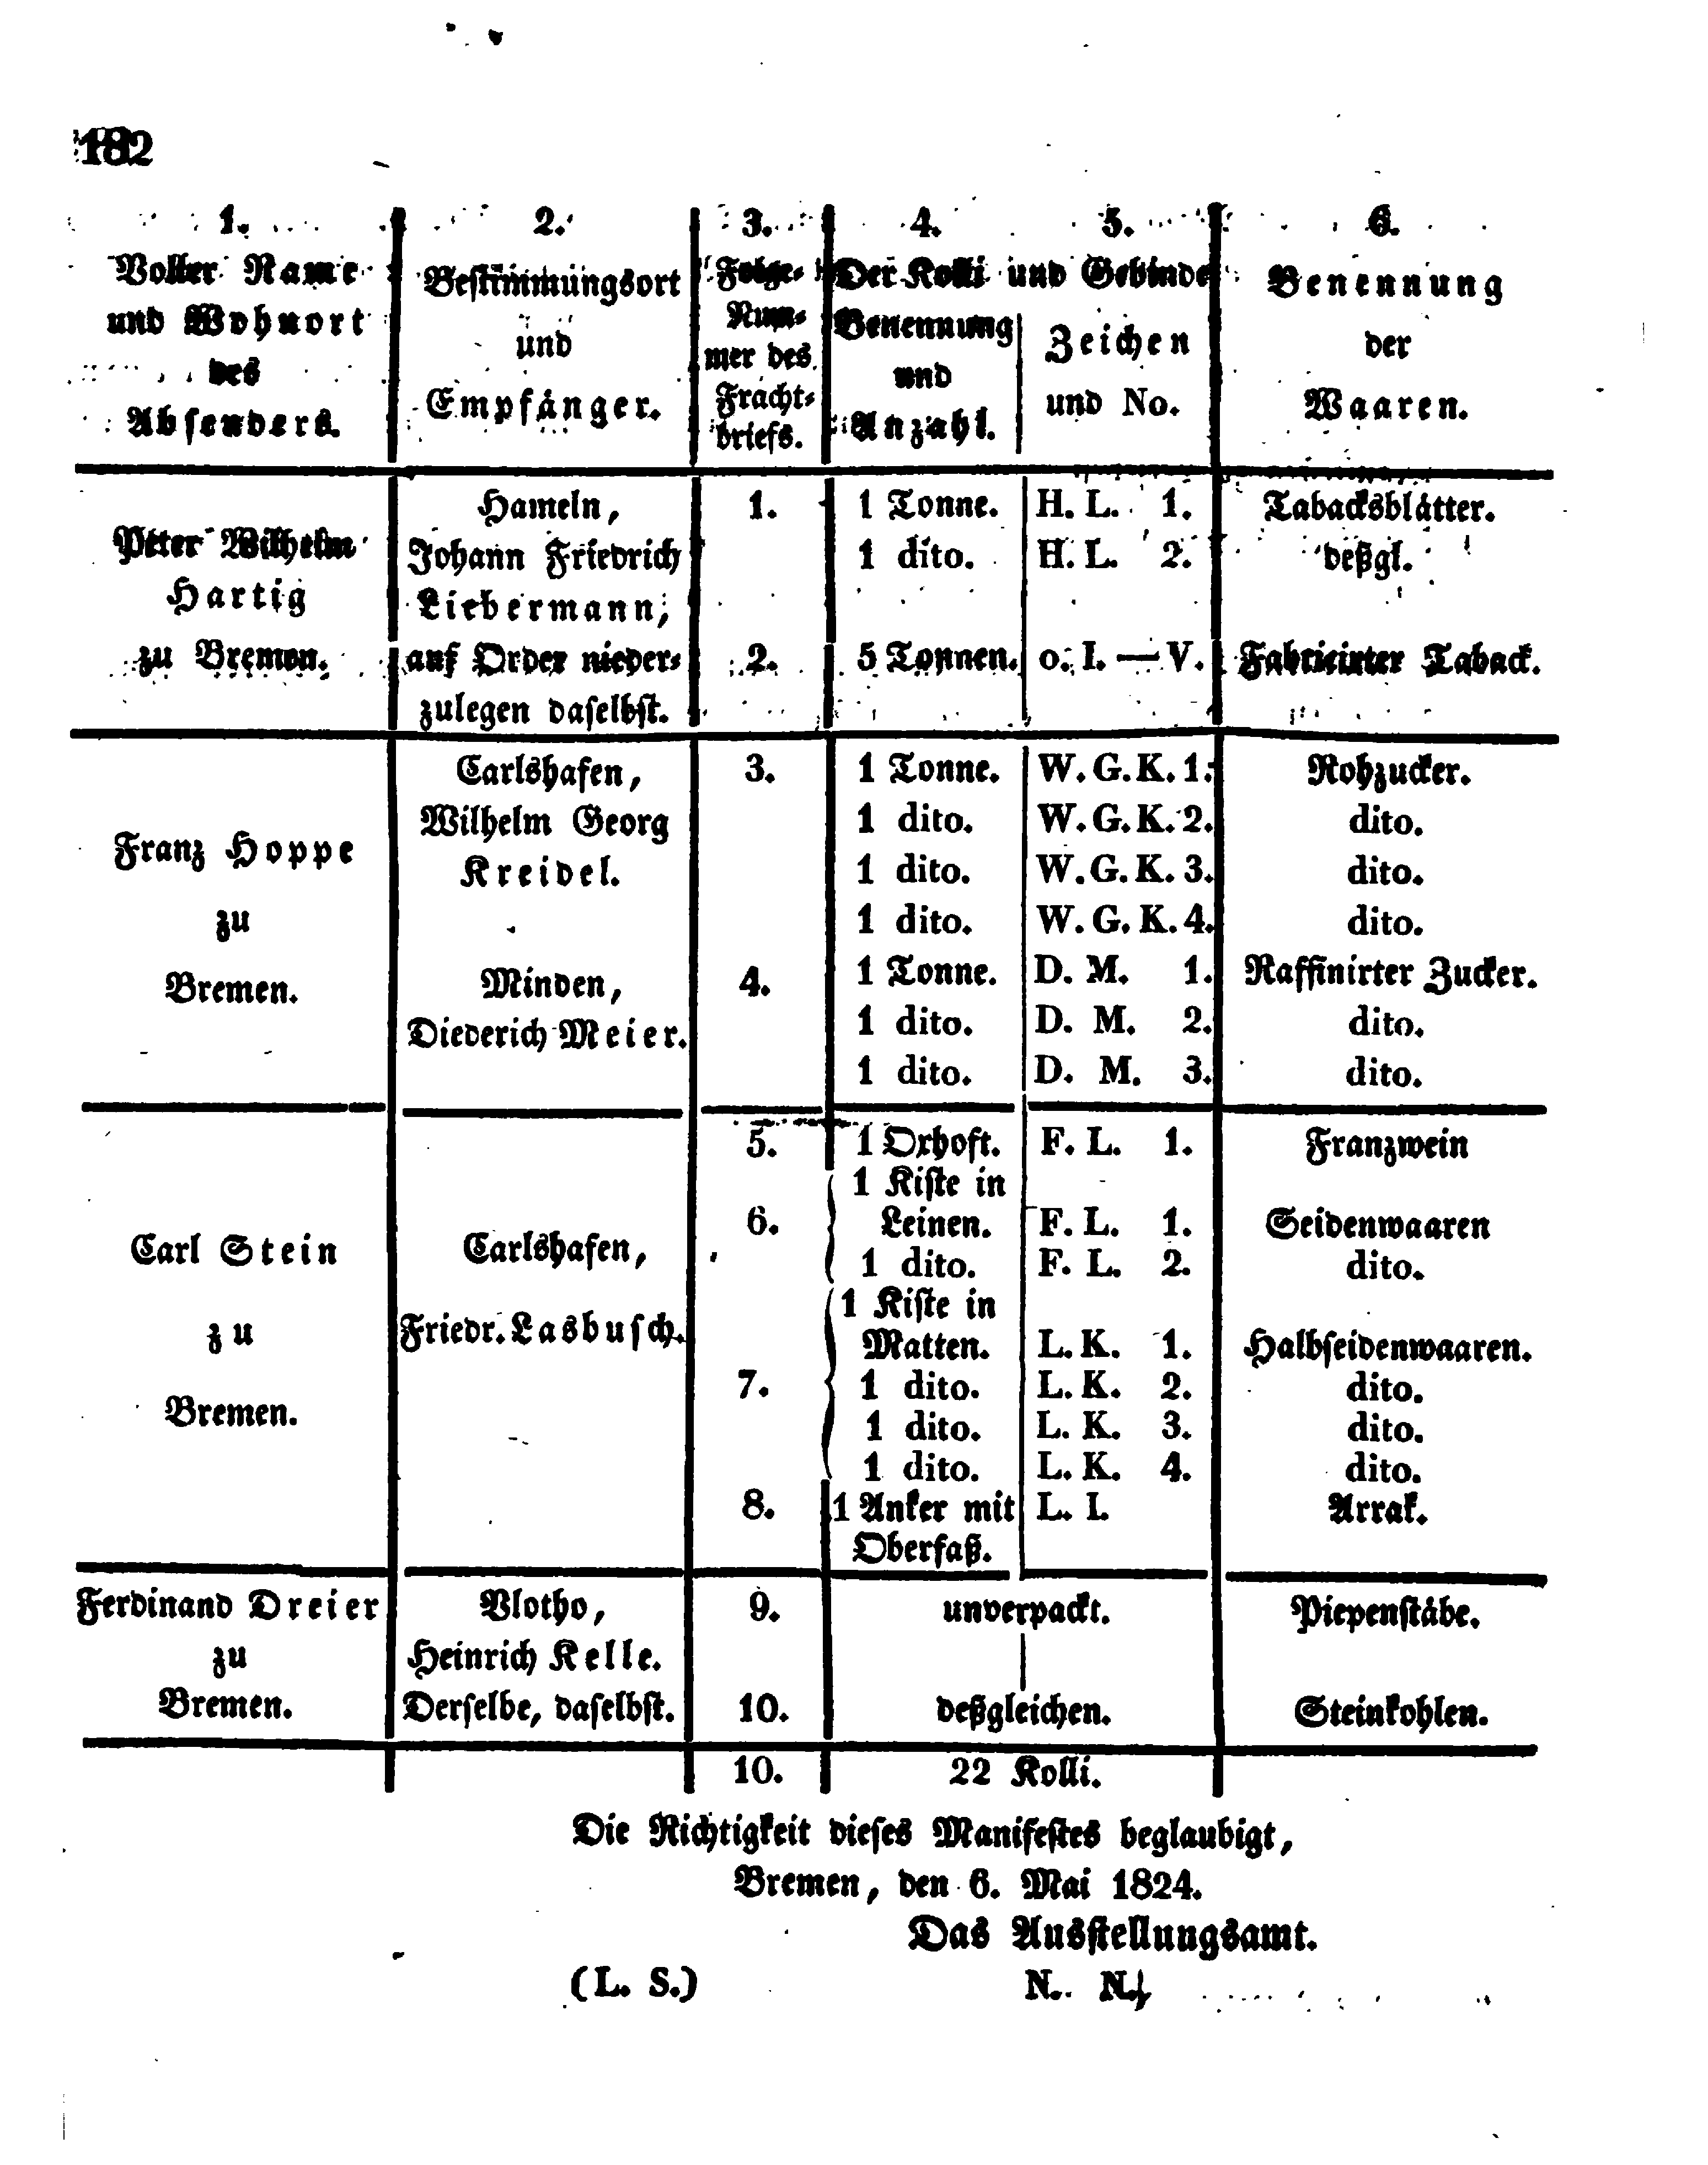 182
1. 2. 3. 4. 5. 6.
Voller Name
und Wohnort
des
Absenders.
Bestimmungsort
und
Empfänger.
Folge-
Num-
mer des
Fracht-
briefs.
Der Kolli und Gebinde
Benennung
und
Anzahl.
Zeichen
und No.
Benennung
der
Waaren.
Peter Wilhelm
Hartig
zu Bremen.
Hameln,
Johann Friedrich
Liebermann,
auf Order nieder-
zulegen daselbst.
1. 1 Tonne. H. L. 1. Tabacksblätter.
1 dito. H. L. 2. deßgl.
2. 5 Tonnen. o. I. — V. Fabricirter Taback.
Franz Hoppe
zu
Bremen.
Carlshafen,
Wilhelm Georg
Kreidel.
3. 1 Tonne. W. G. K. 1. Rohzucker.
1 dito. W. G. K. 2. dito.
1 dito. W. G. K. 3. dito.
1 dito. W. G. K. 4. dito.
Minden,
Diederich Meier.
4. 1 Tonne. D. M. 1. Raffinirter Zucker.
1 dito. D. M. 2. dito.
1 dito. D. M. 3. dito.
Carl Stein
zu
Bremen.
Carlshafen,
Friedr. Lasbusch.
5. 1 Oxhoft. F. L. 1. Franzwein
1 Kiste in
6. Leinen. F. L. 1. Seidenwaaren
1 dito. F. L. 2. dito.
1 Kiste in
Matten. L. K. 1. Halbseidenwaaren.
7. 1 dito. L. K. 2. dito.
1 dito. L. K. 3. dito.
1 dito. L. K. 4. dito.
8. 1 Anker mit L. I. Arrak.
Oberfaß.
Ferdinand Dreier
zu
Bremen.
Vlotho,
Heinrich Kelle.
Derselbe, daselbst.
9. unverpackt. Piepenstäbe.
10. deßgleichen. Steinkohlen.
10. 22 Kolli.
Die Richtigkeit dieses Manifestes beglaubigt,
Bremen, den 6. Mai 1824.
Das Ausstellungsamt.
(L. S.) N. N.